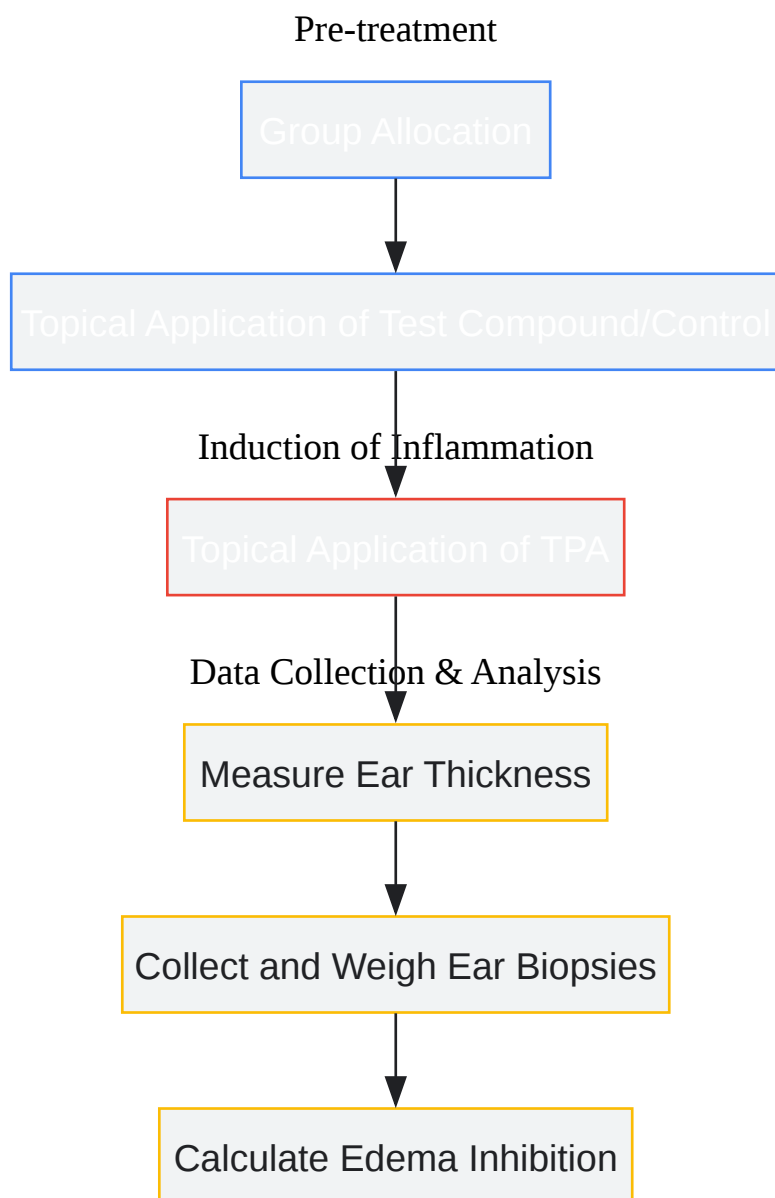 Pre-treatment
Group Allocation
Topical Application of Test Compound/Control
Induction of Inflammation
Topical Application of TPA
Data Collection & Analysis
Measure Ear Thickness
Collect and Weigh Ear Biopsies
Calculate Edema Inhibition